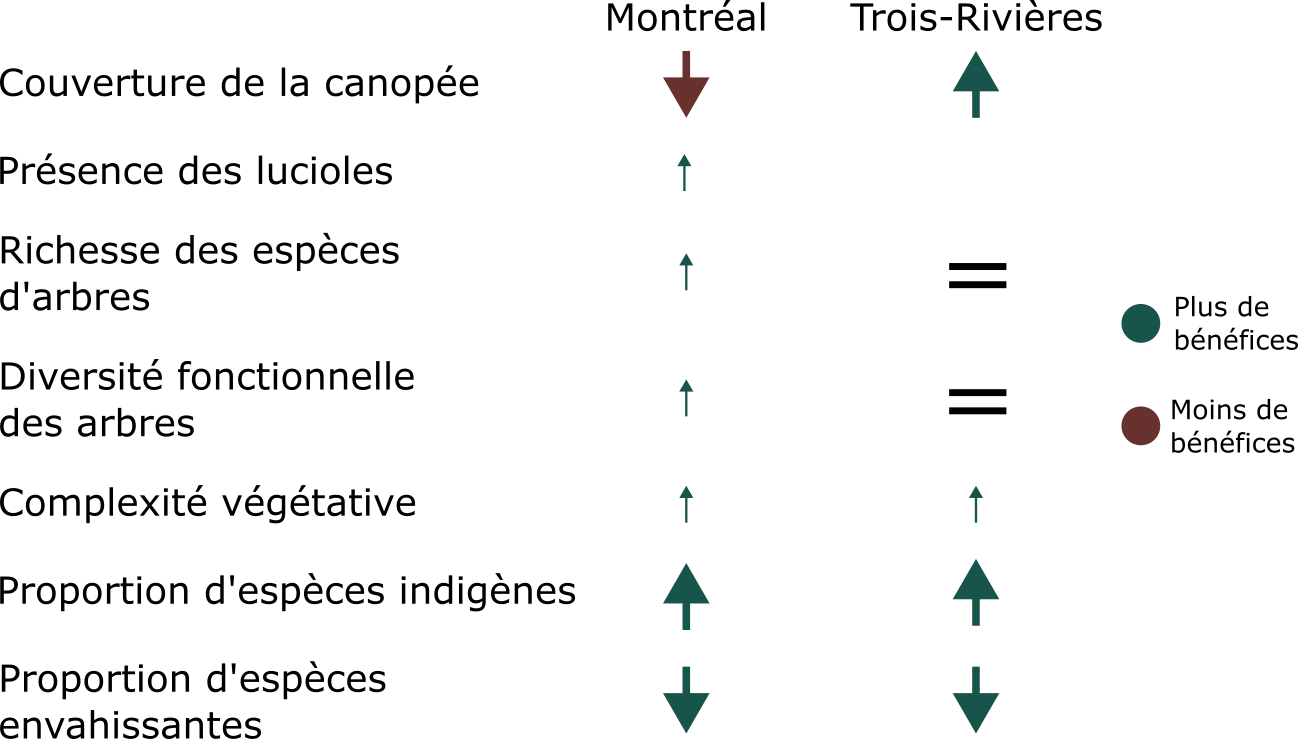 Montréal
Trois-Rivières
Couverture de la canopée
Présence des lucioles
Richesse des espèces
d'arbres
Diversité fonctionnelle
des arbres
Complexité végétative
Proportion d'espèces indigènes
Proportion d'espèces
envahissantes
Plus de
bénéfices
Moins de
bénéfices